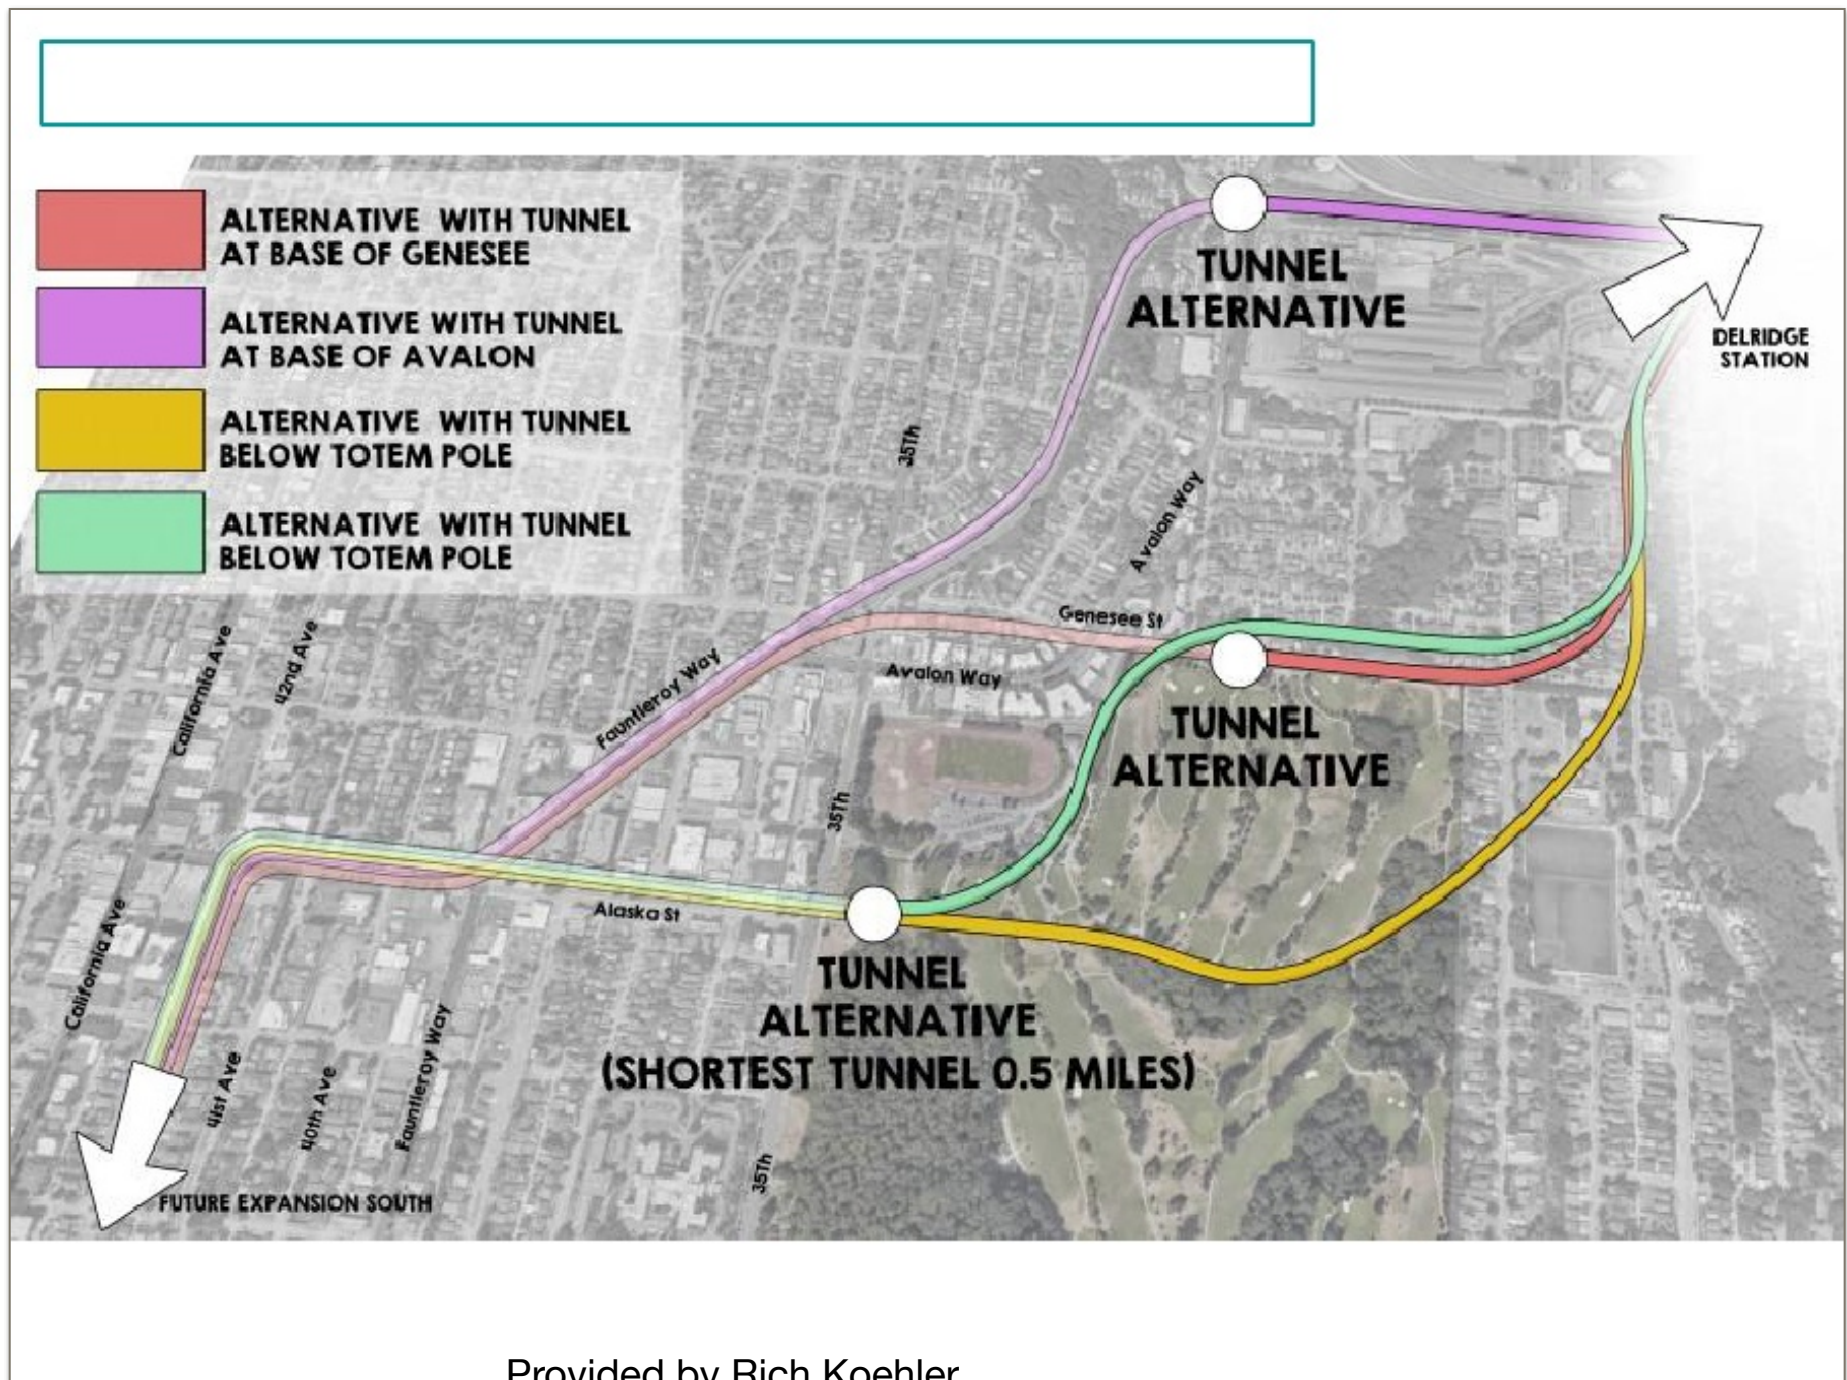 ALTERNATIVE WITH TUNNEL
AT BASE OF GENESEE
ALTERNATIVE WITH TUNNEL
AT BASE OF AVALON
ALTERNATIVE WITH TUNNEL
BELOW TOTEM POLE
ALTERNATIVE WITH TUNNEL
BELOW TOTEM POLE
TUNNEL
ALTERNATIVE
DELRIDGE
STATION
35Th
Avalon Way
Genesee St
Avalon Way
Fauntleroy Way
California Ave
42nd Ave
TUNNEL
ALTERNATIVE
35Th
Alaska St
California Ave
TUNNEL
ALTERNATIVE
(SHORTEST TUNNEL 0.5 MILES)
41st Ave
40th Ave
Fauntleroy Way
35Th
FUTURE EXPANSION SOUTH
Provided by Rich Koehler